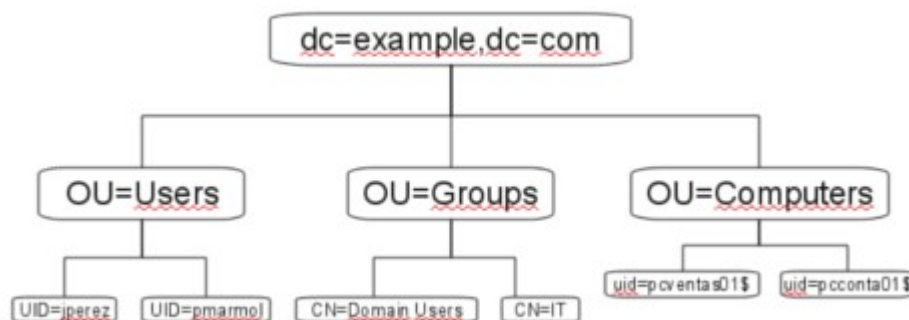 dc=example,dc=com
OU=Users
OU=Groups
OU=Computers
UID=jperez
UID=pmarmol
CN=Domain Users
CN=IT
uid=pcventas01$
uid=pcconta01$